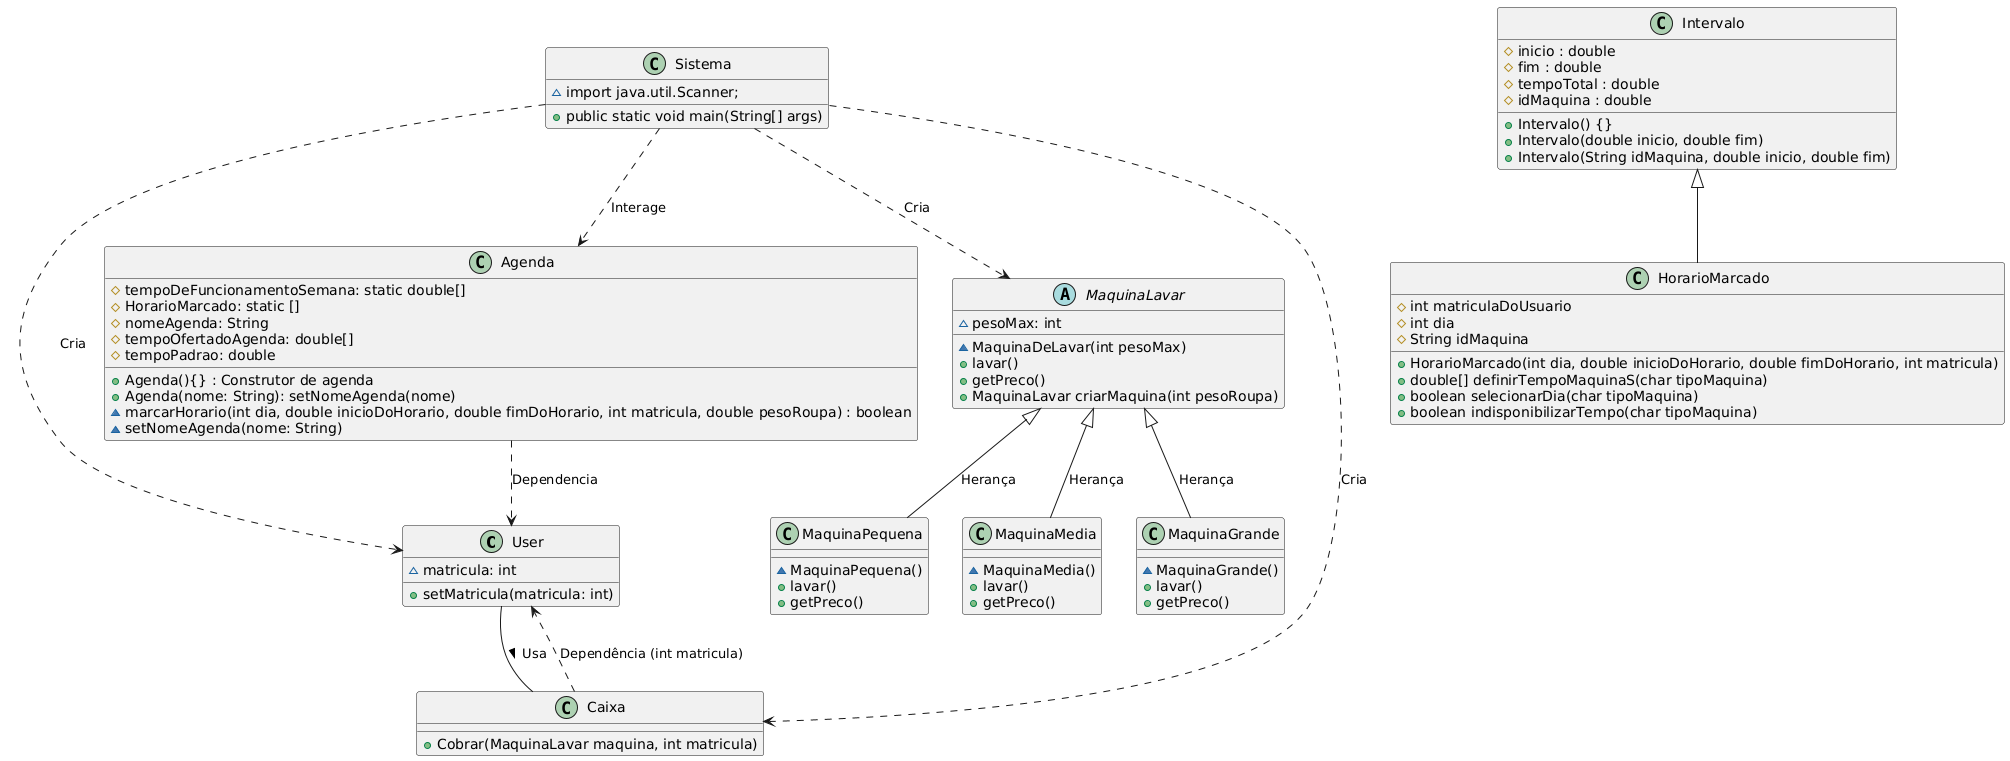 C Sistema
import java.util.Scanner;
public static void main(String[] args)
C Intervalo
inicio : double
fim : double
tempoTotal : double
idMaquina : double
Intervalo() {}
Intervalo(double inicio, double fim)
Intervalo(String idMaquina, double inicio, double fim)
Interage
Cria
Cria
Cria
C Agenda
tempoDeFuncionamentoSemana: static double[]
HorarioMarcado: static []
nomeAgenda: String
tempoOfertadoAgenda: double[]
tempoPadrao: double
Agenda(){} : Construtor de agenda
Agenda(nome: String): setNomeAgenda(nome)
marcarHorario(int dia, double inicioDoHorario, double fimDoHorario, int matricula, double pesoRoupa) : boolean
setNomeAgenda(nome: String)
A MaquinaLavar
pesoMax: int
MaquinaDeLavar(int pesoMax)
lavar()
getPreco()
MaquinaLavar criarMaquina(int pesoRoupa)
C HorarioMarcado
int matriculaDoUsuario
int dia
String idMaquina
HorarioMarcado(int dia, double inicioDoHorario, double fimDoHorario, int matricula)
double[] definirTempoMaquinaS(char tipoMaquina)
boolean selecionarDia(char tipoMaquina)
boolean indisponibilizarTempo(char tipoMaquina)
Dependencia
Herança
Herança
Herança
C User
matricula: int
setMatricula(matricula: int)
C MaquinaPequena
MaquinaPequena()
lavar()
getPreco()
C MaquinaMedia
MaquinaMedia()
lavar()
getPreco()
C MaquinaGrande
MaquinaGrande()
lavar()
getPreco()
Usa
Dependência (int matricula)
C Caixa
Cobrar(MaquinaLavar maquina, int matricula)